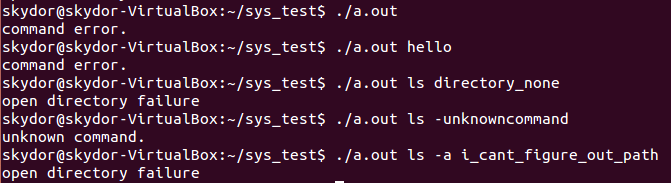 skydor@skydor-VirtualBox:~/sys_test$ ./a.out
command error.
skydor@skydor-VirtualBox:~/sys_test$ ./a.out hello
command error.
skydor@skydor-VirtualBox:~/sys_test$ ./a.out ls directory_none
open directory failure
skydor@skydor-VirtualBox:~/sys_test$ ./a.out ls -unknowncommand
unknown command.
skydor@skydor-VirtualBox:~/sys_test$ ./a.out ls -a i_cant_figure_out_path
open directory failure